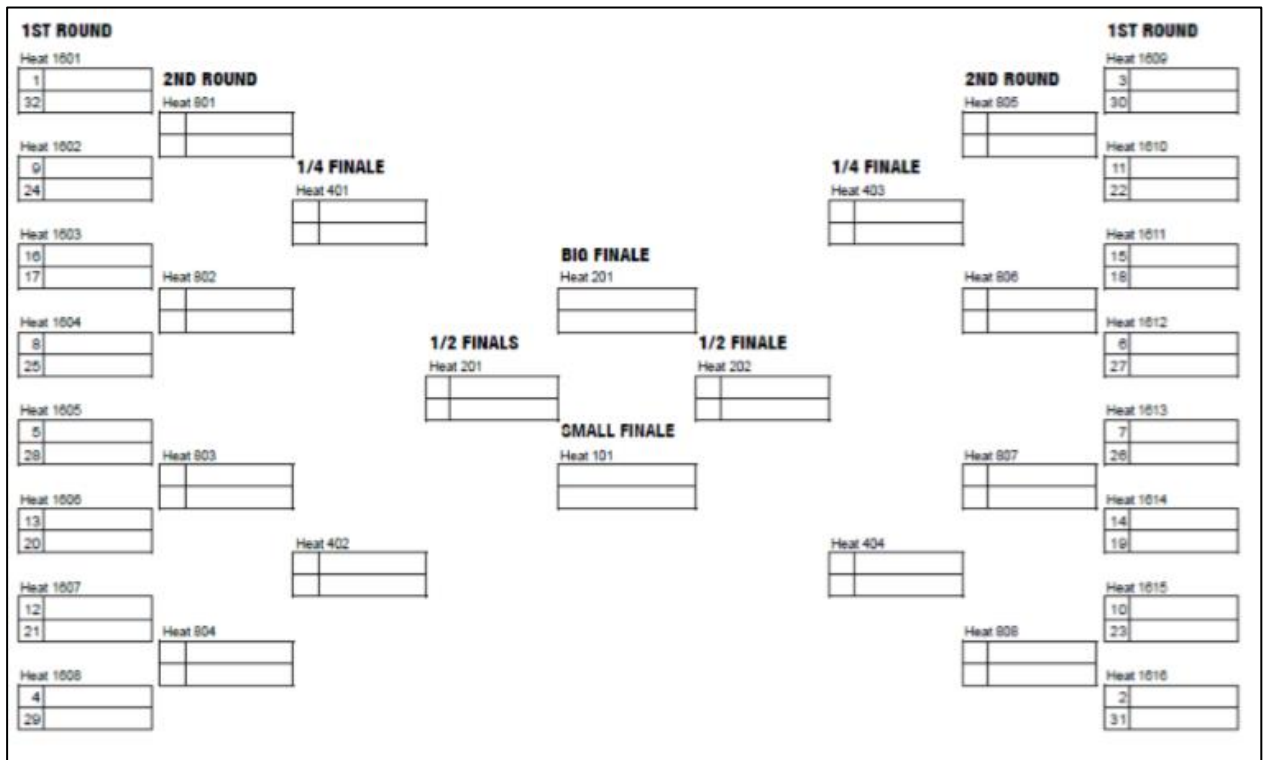 1ST ROUND
Heat 1601
1
32
Heat 1602
9
24
Heat 1603
16
17
Heat 1604
8
25
Heat 1605
5
28
Heat 1606
13
20
Heat 1607
12
21
Heat 1608
4
29
2ND ROUND
Heat 801
Heat 802
Heat 803
Heat 804
1/4 FINALE
Heat 401
Heat 402
1/2 FINALS
Heat 201
BIG FINALE
Heat 201
SMALL FINALE
Heat 101
1/2 FINALE
Heat 202
1/4 FINALE
Heat 403
Heat 404
2ND ROUND
Heat 805
Heat 806
Heat 807
Heat 808
1ST ROUND
Heat 1609
3
30
Heat 1610
11
22
Heat 1611
15
18
Heat 1612
6
27
Heat 1613
7
26
Heat 1614
14
19
Heat 1615
10
23
Heat 1616
2
31